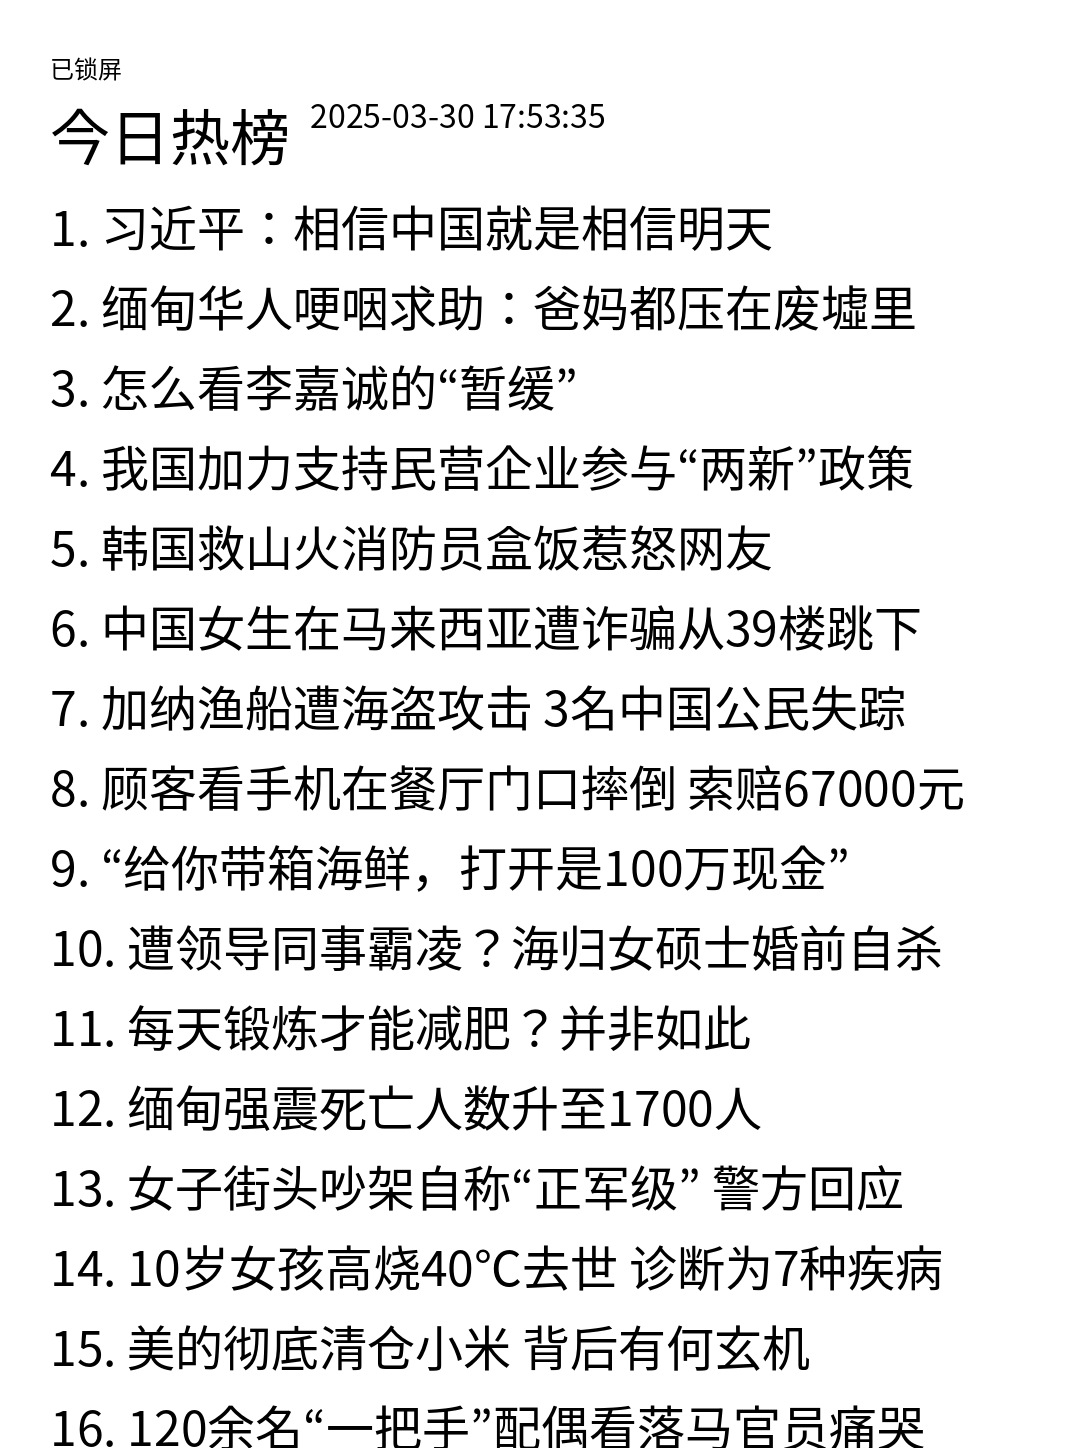 已锁屏
今日热榜 2025-03-30 17:53:35
1. 习近平：相信中国就是相信明天
2. 缅甸华人哽咽求助：爸妈都压在废墟里
3. 怎么看李嘉诚的“暂缓”
4. 我国加力支持民营企业参与“两新”政策
5. 韩国救山火消防员盒饭惹怒网友
6. 中国女生在马来西亚遭诈骗从39楼跳下
7. 加纳渔船遭海盗攻击 3名中国公民失踪
8. 顾客看手机在餐厅门口摔倒 索赔67000元
9. “给你带箱海鲜，打开是100万现金”
10. 遭领导同事霸凌？海归女硕士婚前自杀
11. 每天锻炼才能减肥？并非如此
12. 缅甸强震死亡人数升至1700人
13. 女子街头吵架自称“正军级” 警方回应
14. 10岁女孩高烧40℃去世 诊断为7种疾病
15. 美的彻底清仓小米 背后有何玄机
16. 120余名“一把手”配偶看落马官员痛哭